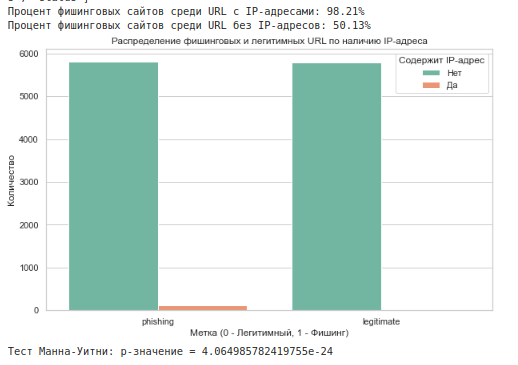 Процент фишинговых сайтов среди URL с IP-адресами: 98.21%
Процент фишинговых сайтов среди URL без IP-адресов: 50.13%
Распределение фишинговых и легитимных URL по наличию IP-адреса
Содержит IP-адрес
Нет
Да
6000
5000
4000
3000
2000
1000
0
Количество
phishing
legitimate
Метка (0 - Легитимный, 1 - Фишинг)
Тест Манна-Уитни: p-значение = 4.064985782419755e-24